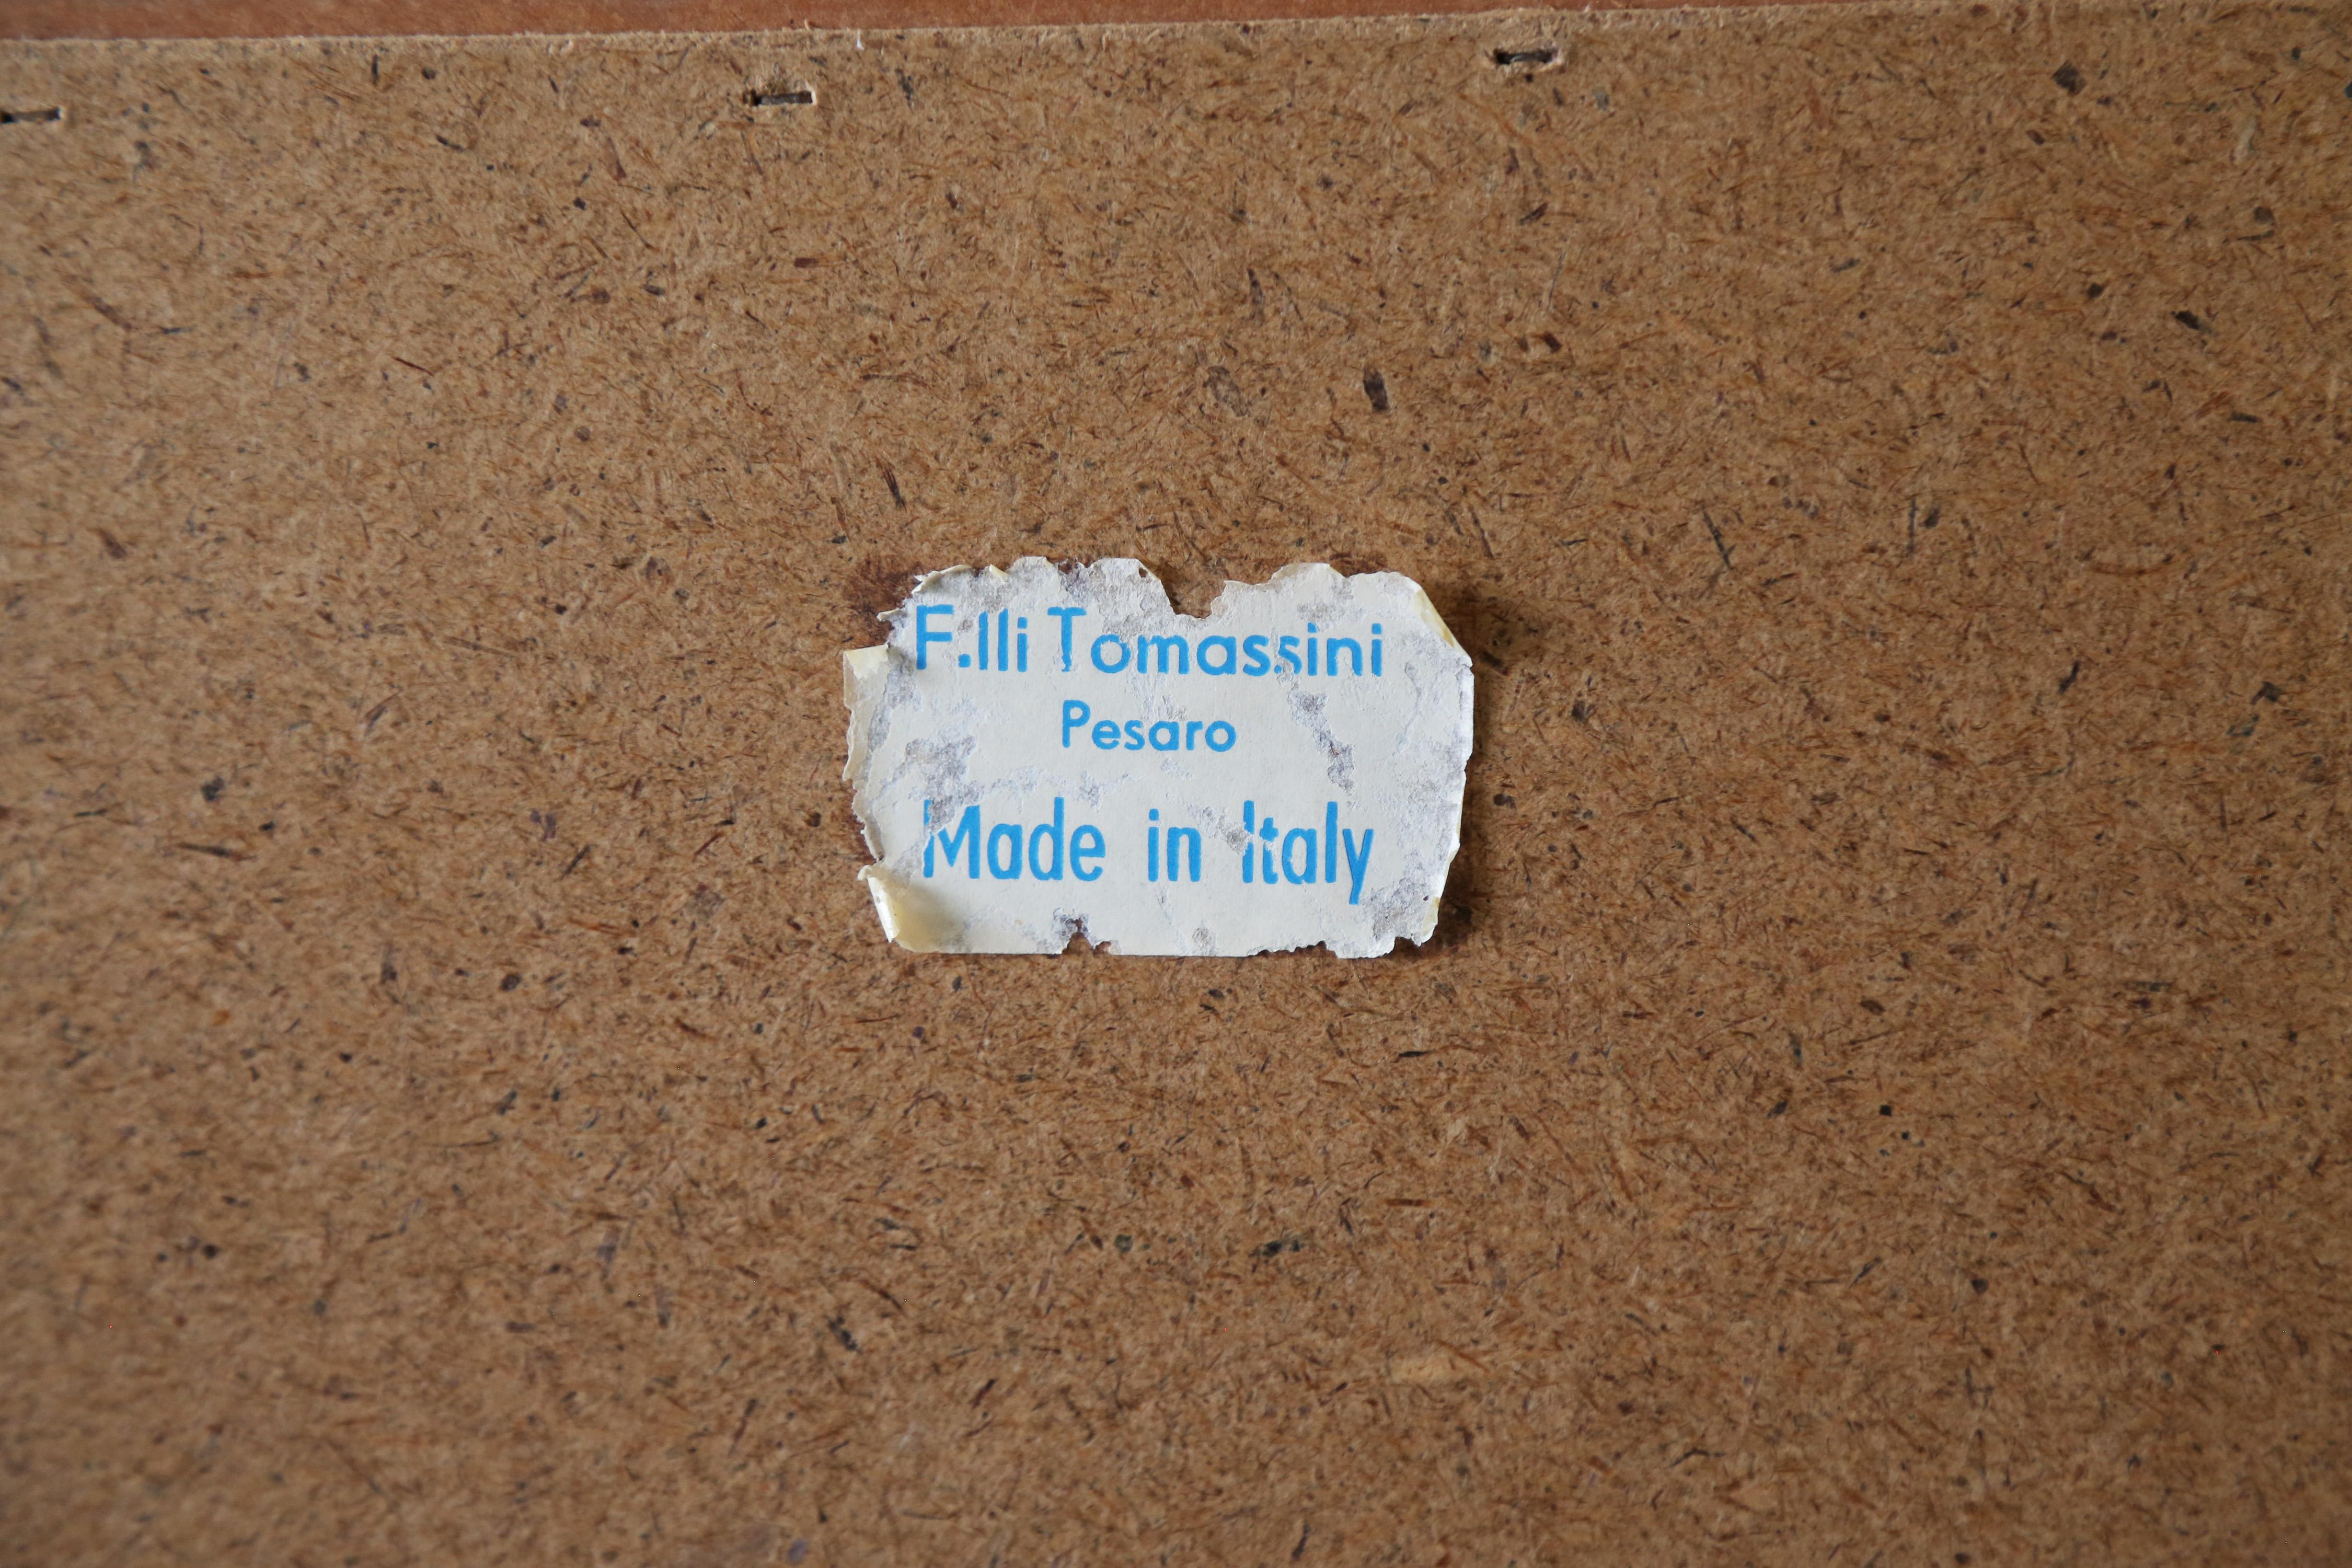 F.lli Tomassini
Pesaro
Made in Italy